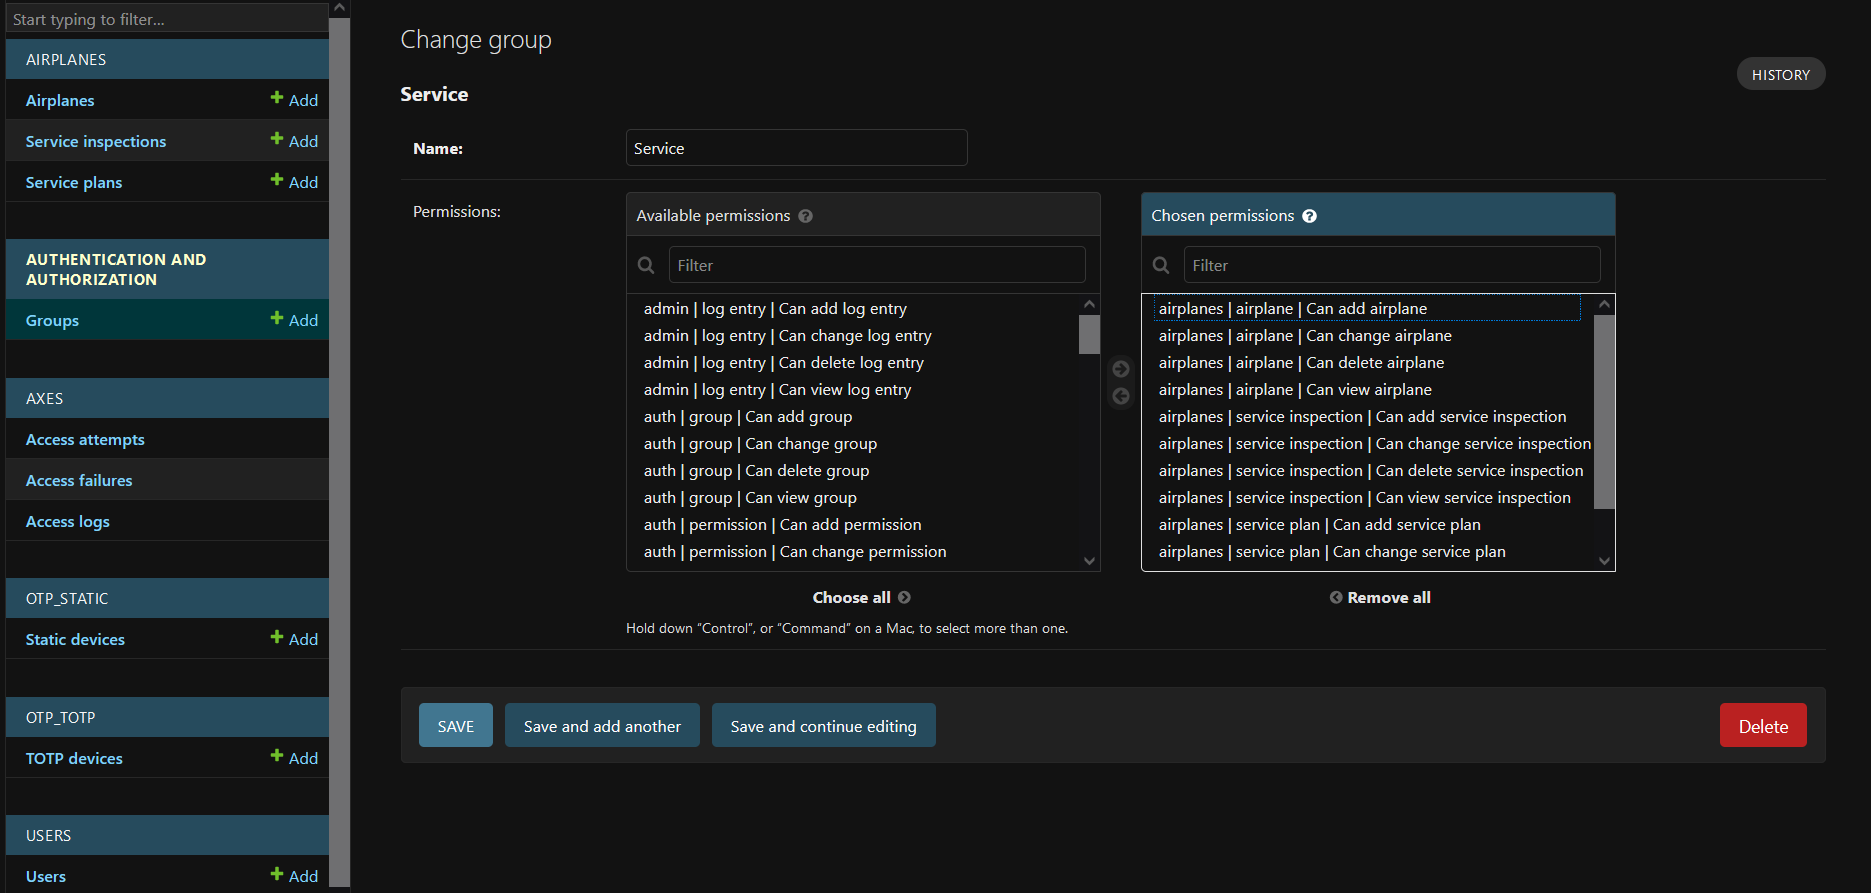 Start typing to filter...
AIRPLANES
Airplanes Add
Service inspections Add
Service plans Add
AUTHENTICATION AND
AUTHORIZATION
Groups Add
AXES
Access attempts
Access failures
Access logs
OTP_STATIC
Static devices Add
OTP_TOTP
TOTP devices Add
USERS
Users Add
Change group
HISTORY
Service
Name: Service
Permissions:
Available permissions ?
Filter
admin | log entry | Can add log entry
admin | log entry | Can change log entry
admin | log entry | Can delete log entry
admin | log entry | Can view log entry
auth | group | Can add group
auth | group | Can change group
auth | group | Can delete group
auth | group | Can view group
auth | permission | Can add permission
auth | permission | Can change permission
Choose all
Hold down “Control”, or “Command” on a Mac, to select more than one.
Chosen permissions ?
Filter
airplanes | airplane | Can add airplane
airplanes | airplane | Can change airplane
airplanes | airplane | Can delete airplane
airplanes | airplane | Can view airplane
airplanes | service inspection | Can add service inspection
airplanes | service inspection | Can change service inspection
airplanes | service inspection | Can delete service inspection
airplanes | service inspection | Can view service inspection
airplanes | service plan | Can add service plan
airplanes | service plan | Can change service plan
Remove all
SAVE
Save and add another
Save and continue editing
Delete